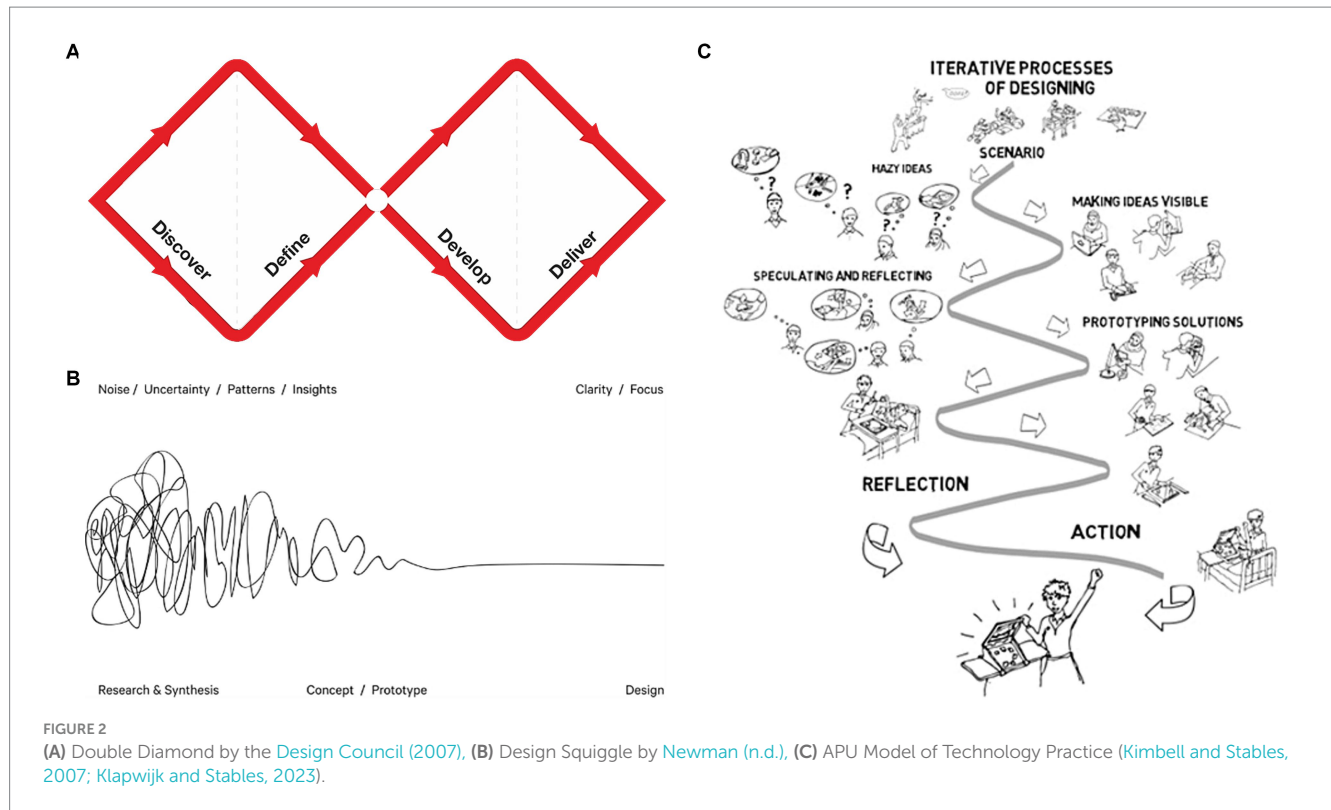 A
Discover
Define
Develop
Deliver
B
Noise / Uncertainty / Patterns / Insights
Clarity / Focus
Research & Synthesis
Concept / Prototype
Design
C
ITERATIVE PROCESSES
OF DESIGNING
SCENARIO
HAZY IDEAS
?
?
?
?
MAKING IDEAS VISIBLE
SPECULATING AND REFLECTING
PROTOTYPING SOLUTIONS
REFLECTION
ACTION
FIGURE 2
(A) Double Diamond by the Design Council (2007), (B) Design Squiggle by Newman (n.d.), (C) APU Model of Technology Practice (Kimbell and Stables,
2007; Klapwijk and Stables, 2023).